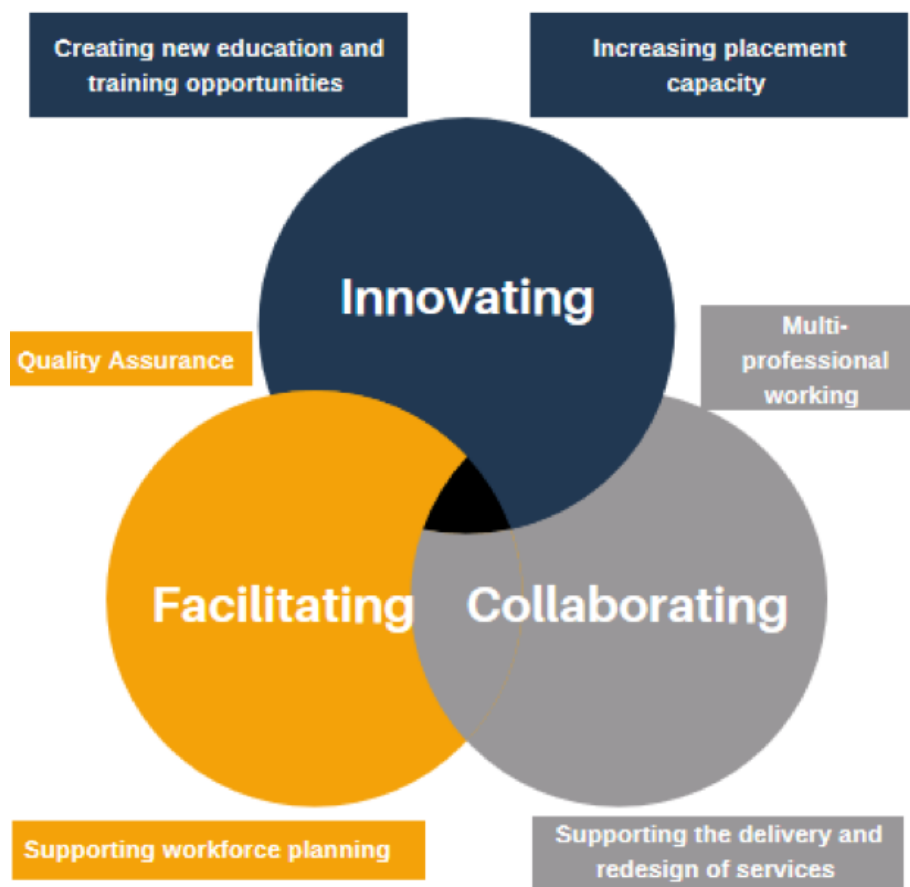 Creating new education and
training opportunities
Increasing placement
capacity
Innovating
Quality Assurance
Multi-
professional
working
Facilitating
Collaborating
Supporting workforce planning
Supporting the delivery and
redesign of services